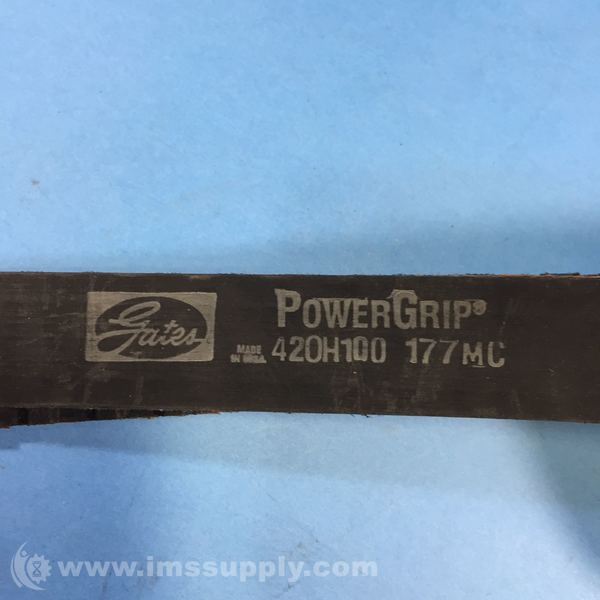 Gates
POWERGRIP®
MADE
IN USA
420H100 177MC
www.imssupply.com